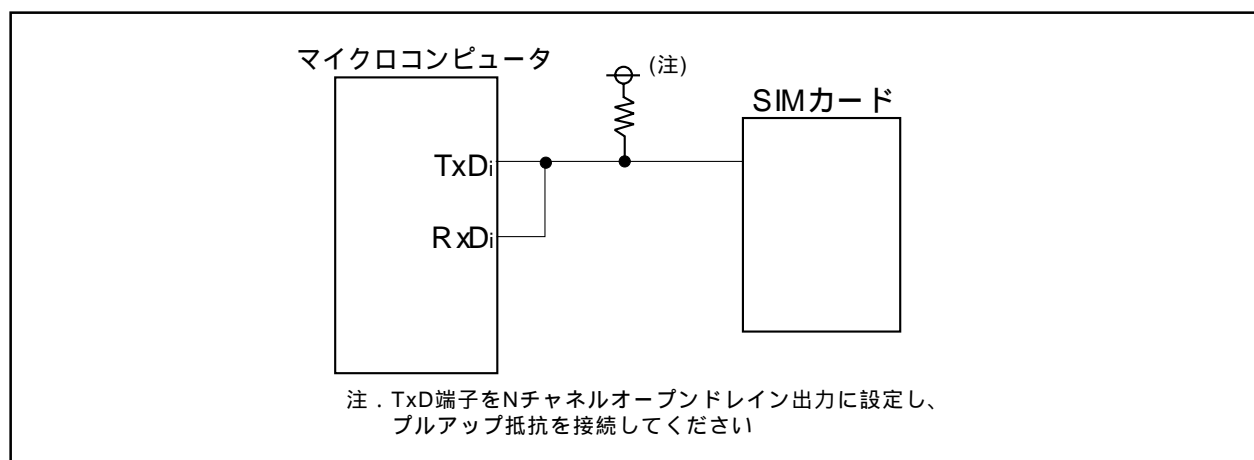 マイクロコンピュータ
(注)
SIMカード
TxDi
RxDi
注．TxD端子をNチャネルオープンドレイン出力に設定し、
プルアップ抵抗を接続してください